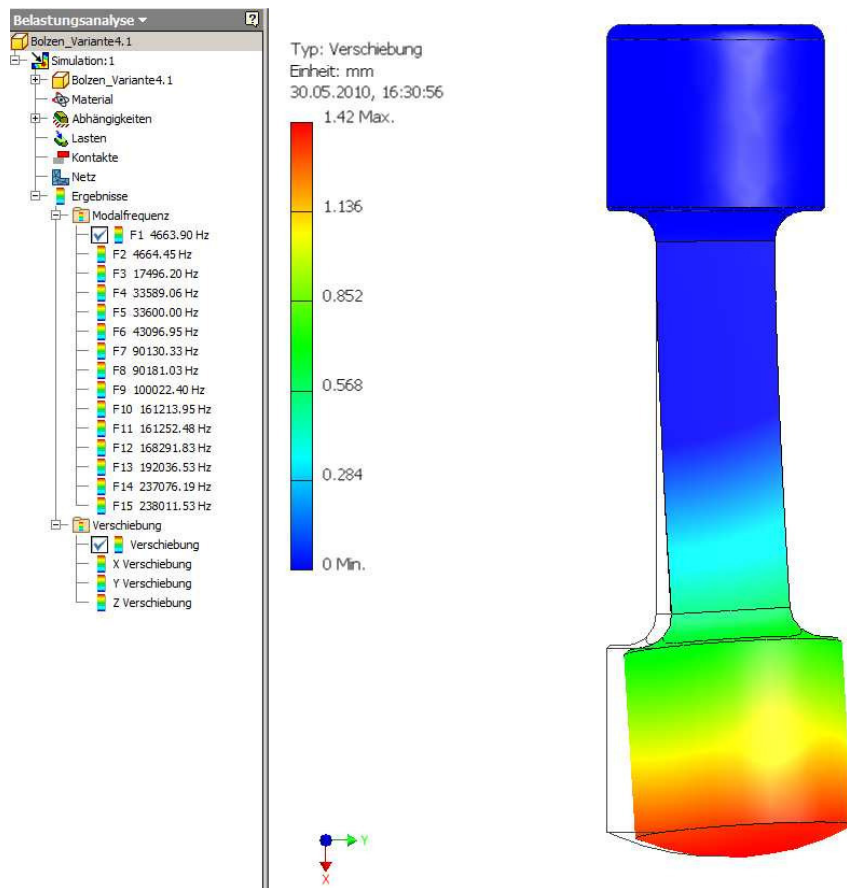 Belastungsanalyse
Bolzen_Variante4.1
Simulation:1
Bolzen_Variante4.1
Material
Abhängigkeiten
Lasten
Kontakte
Netz
Ergebnisse
Modalfrequenz
F1 4663.90 Hz
F2 4664.45 Hz
F3 17496.20 Hz
F4 33589.06 Hz
F5 33600.00 Hz
F6 43096.95 Hz
F7 90130.33 Hz
F8 90181.03 Hz
F9 100022.40 Hz
F10 161213.95 Hz
F11 161252.48 Hz
F12 168291.83 Hz
F13 192036.53 Hz
F14 237076.19 Hz
F15 238011.53 Hz
Verschiebung
Verschiebung
X Verschiebung
Y Verschiebung
Z Verschiebung
Typ: Verschiebung
Einheit: mm
30.05.2010, 16:30:56
1.42 Max.
1.136
0.852
0.568
0.284
0 Min.
Y
X